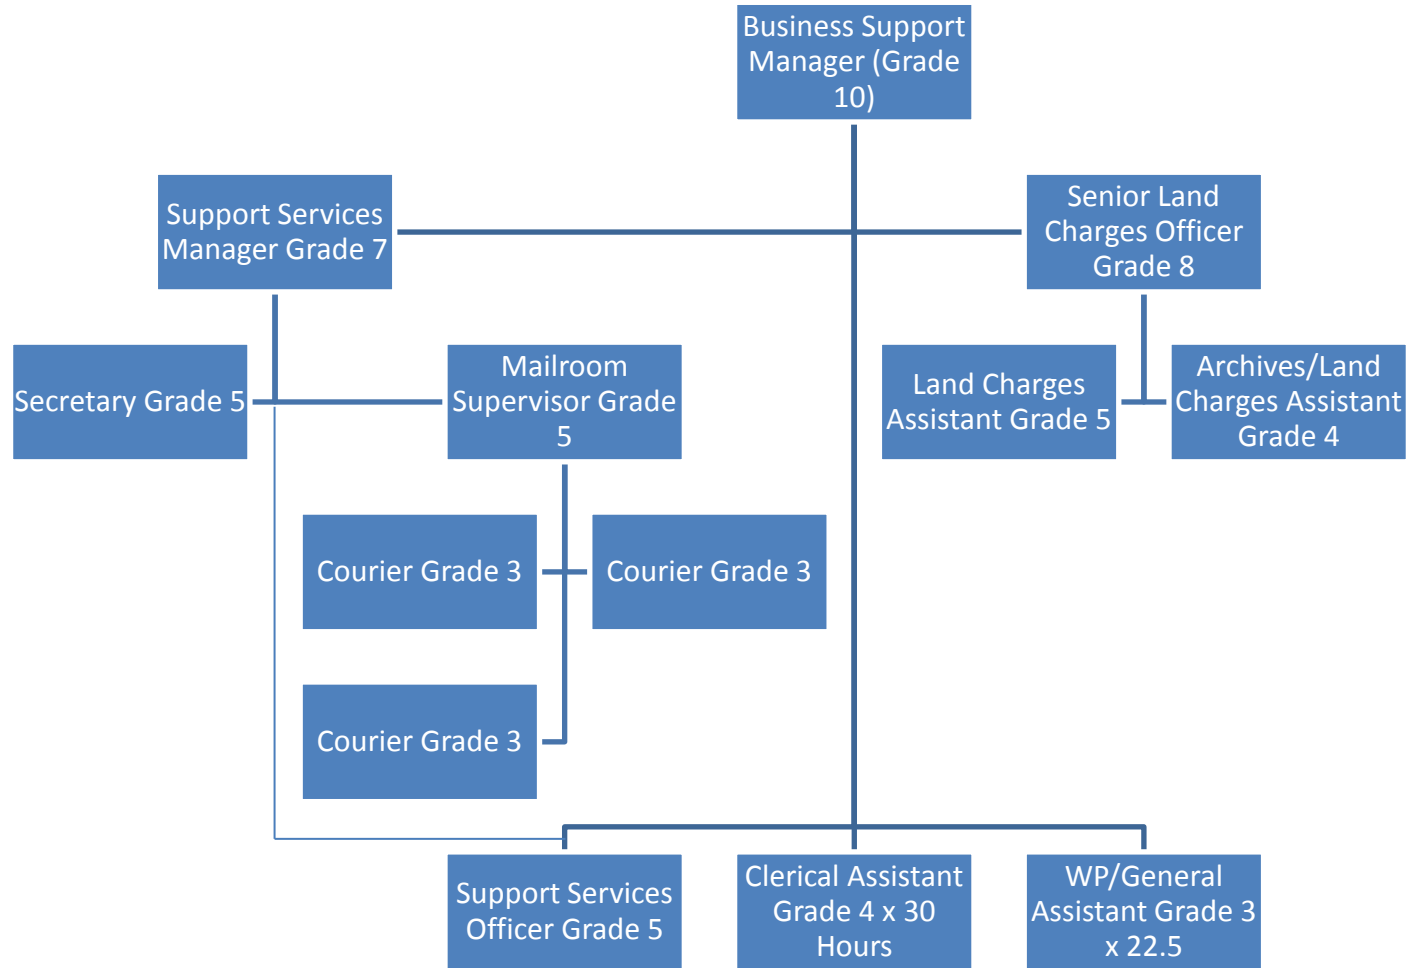 Business Support
Manager (Grade
10)
Support Services
Manager Grade 7
Senior Land
Charges Officer
Grade 8
Secretary Grade 5
Mailroom
Supervisor Grade
5
Land Charges
Assistant Grade 5
Archives/Land
Charges Assistant
Grade 4
Courier Grade 3
Courier Grade 3
Courier Grade 3
Support Services
Officer Grade 5
Clerical Assistant
Grade 4 x 30
Hours
WP/General
Assistant Grade 3
x 22.5